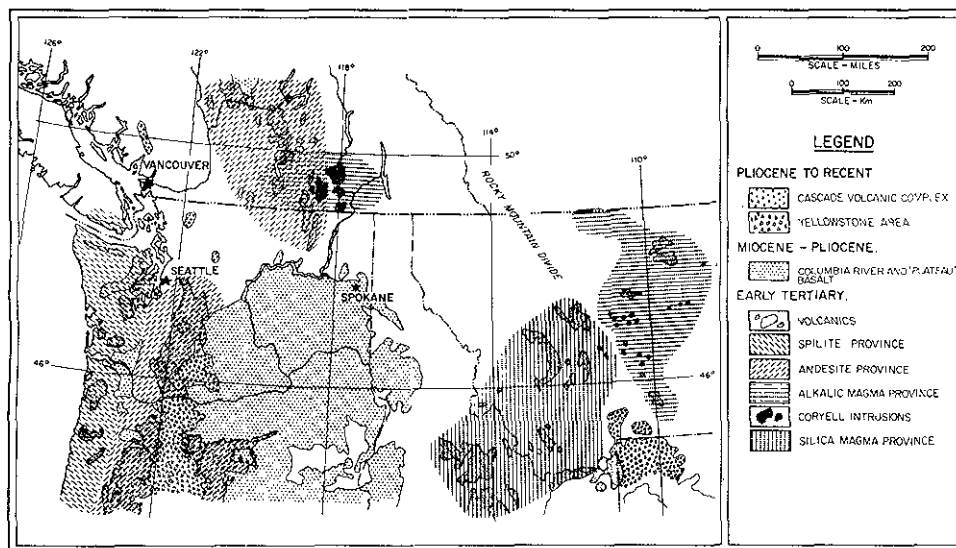 126°
122°
118°
114°
50°
110°
VANCOUVER
ROCKY MOUNTAIN DIVIDE
SEATTLE
SPOKANE
46°
46°
0 100 200
SCALE - MILES
0 100 200
SCALE - Km
LEGEND
PLIOCENE TO RECENT
CASCADE VOLCANIC COMPLEX
YELLOWSTONE AREA
MIOCENE - PLIOCENE.
COLUMBIA RIVER AND "PLATEAU"
BASALT
EARLY TERTIARY.
VOLCANICS
SPILITE PROVINCE
ANDESITE PROVINCE
ALKALIC MAGMA PROVINCE
CORYELL INTRUSIONS
SILICA MAGMA PROVINCE